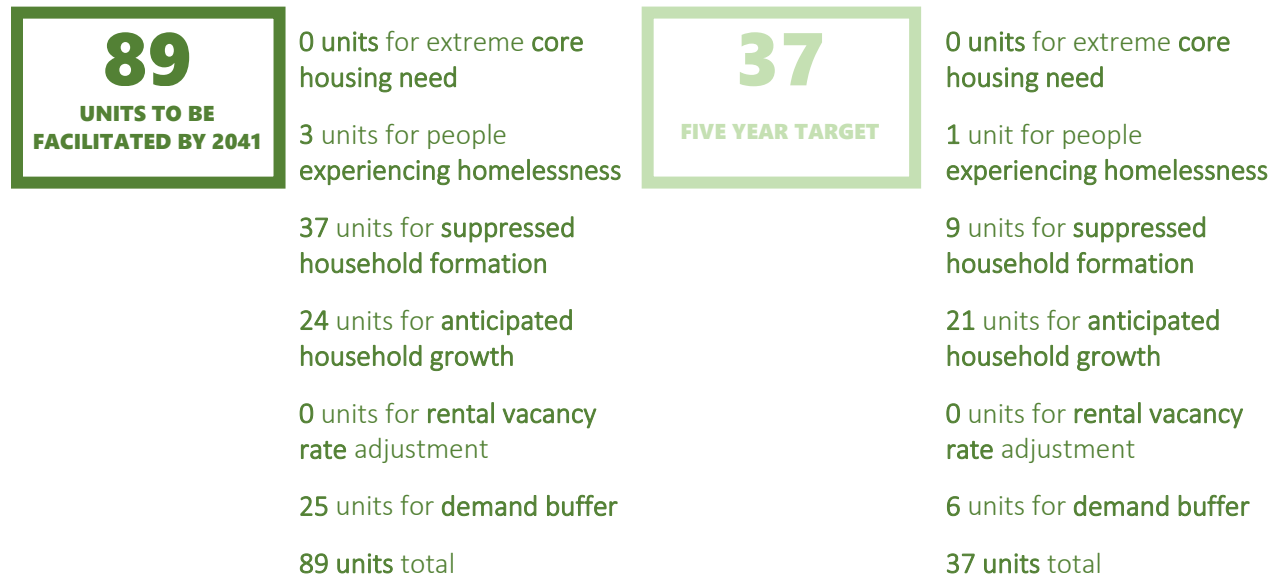 89
UNITS TO BE
FACILITATED BY 2041
0 units for extreme core
housing need
3 units for people
experiencing homelessness
37 units for suppressed
household formation
24 units for anticipated
household growth
0 units for rental vacancy
rate adjustment
25 units for demand buffer
89 units total
37
FIVE YEAR TARGET
0 units for extreme core
housing need
1 unit for people
experiencing homelessness
9 units for suppressed
household formation
21 units for anticipated
household growth
0 units for rental vacancy
rate adjustment
6 units for demand buffer
37 units total